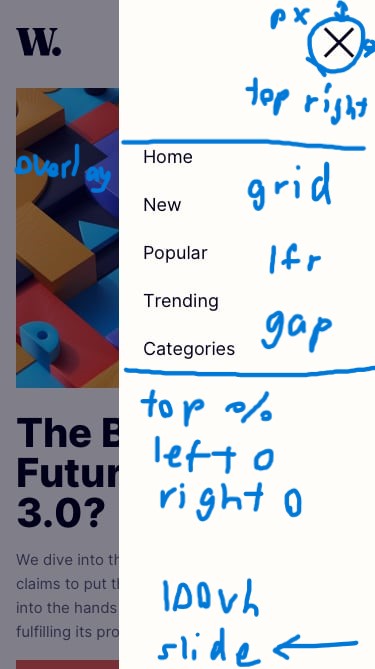 px
W.
top right
overlay
Home
grid
New
Popular
1fr
Trending
gap
Categories
top %
left 0
right 0
The B
Futur
3.0?
We dive into th
claims to put th
into the hands
fulfilling its pro
100vh
slide